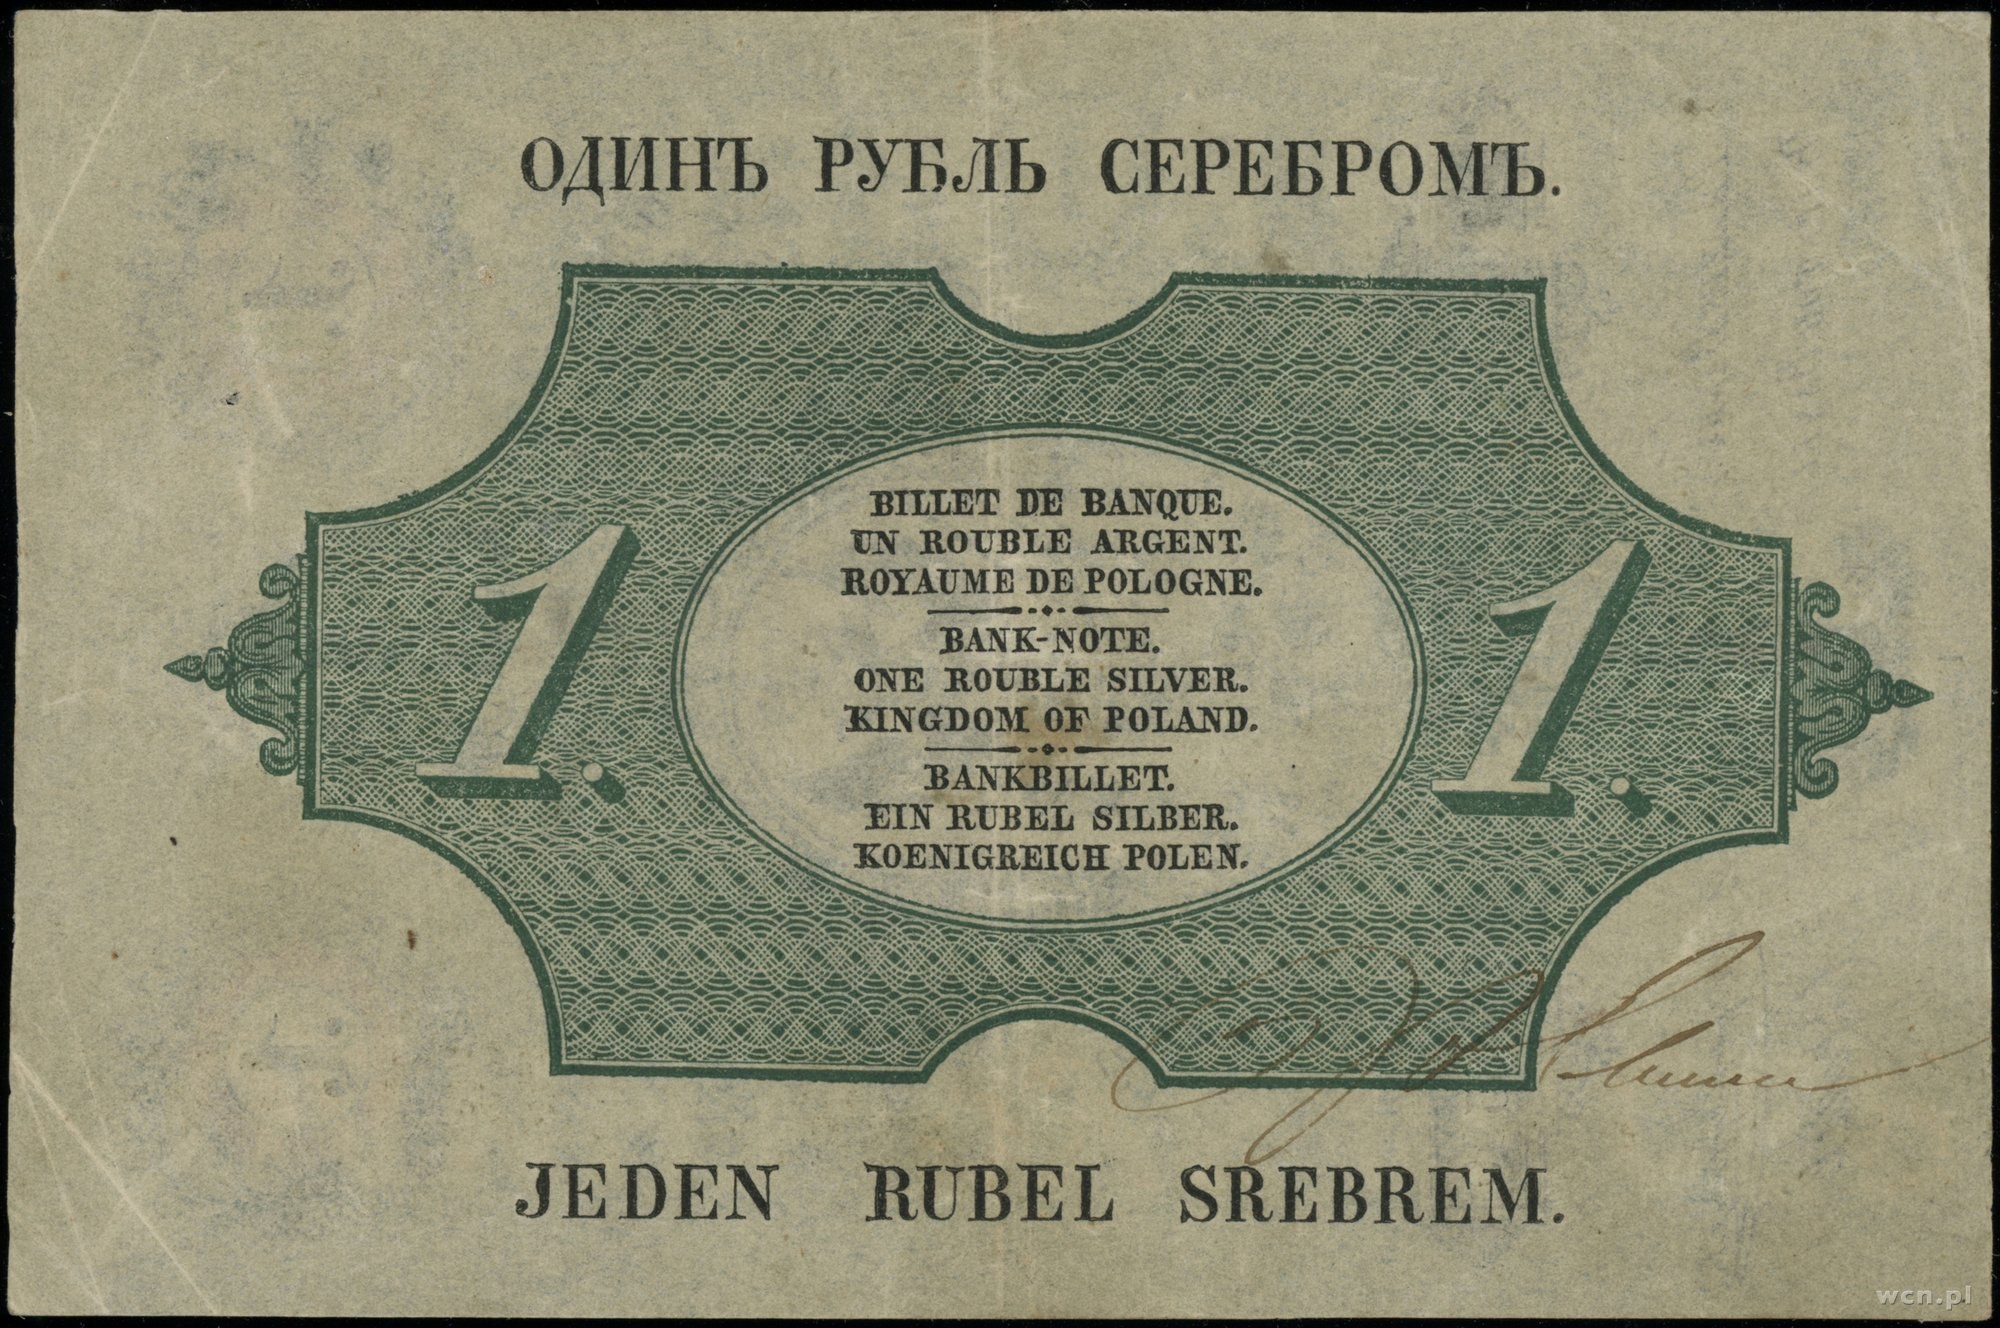 ОДИНЪ РУБЛЬ СЕРЕБРОМЪ.
BILLET DE BANQUE.
UN ROUBLE ARGENT.
ROYAUME DE POLOGNE.
BANK-NOTE.
ONE ROUBLE SILVER.
KINGDOM OF POLAND.
BANKBILLET.
EIN RUBEL SILBER.
KOENIGREICH POLEN.
1. 1.
JEDEN RUBEL SREBREM.
wcn.pl